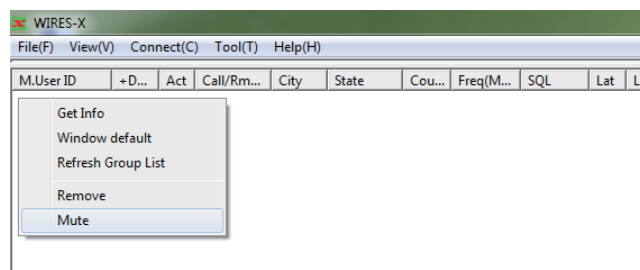 WIRES-X
File(F) View(V) Connect(C) Tool(T) Help(H)
M.User ID +D... Act Call/Rm... City State Cou... Freq(M... SQL Lat L
Get Info
Window default
Refresh Group List
Remove
Mute